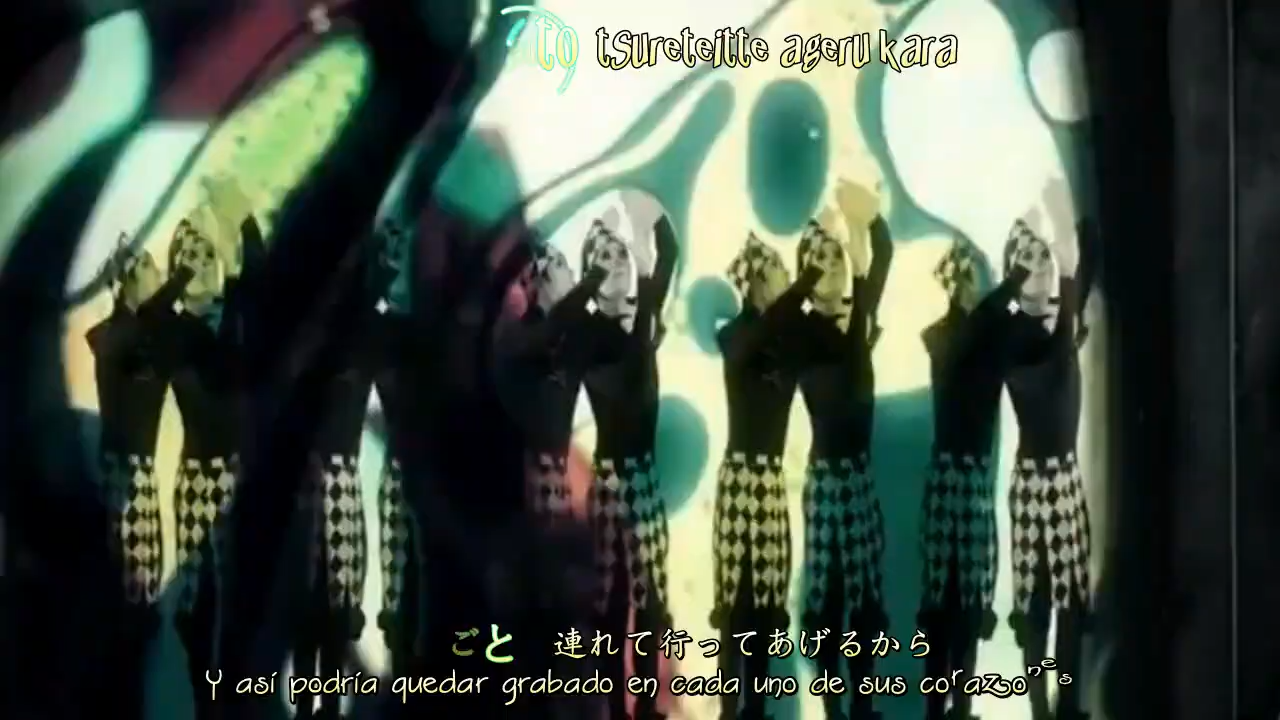 ito tsureteitte ageru kara
ごと 連れて行ってあげるから
Y así podría quedar grabado en cada uno de sus corazones